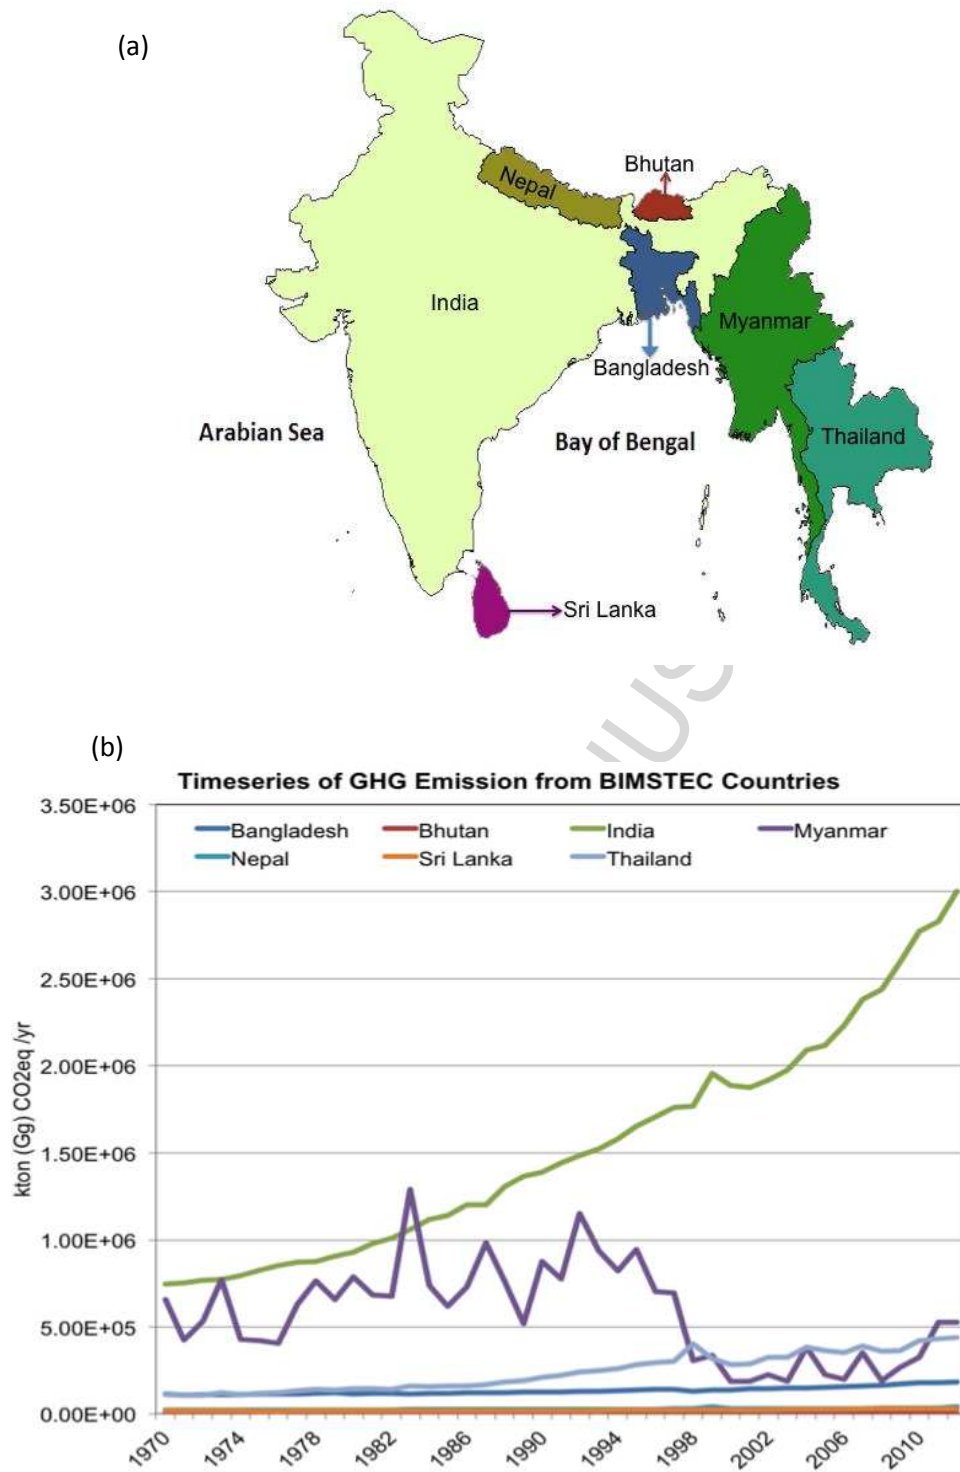 (a)
Bhutan
Nepal
India
Myanmar
Bangladesh
Thailand
Arabian Sea
Bay of Bengal
Sri Lanka
(b)
Timeseries of GHG Emission from BIMSTEC Countries
3.50E+06
Bangladesh Bhutan India Myanmar
Nepal Sri Lanka Thailand
3.00E+06
2.50E+06
2.00E+06
1.50E+06
1.00E+06
5.00E+05
0.00E+00
kton (Gg) CO2eq /yr
1970 1974 1978 1982 1986 1990 1994 1998 2002 2006 2010